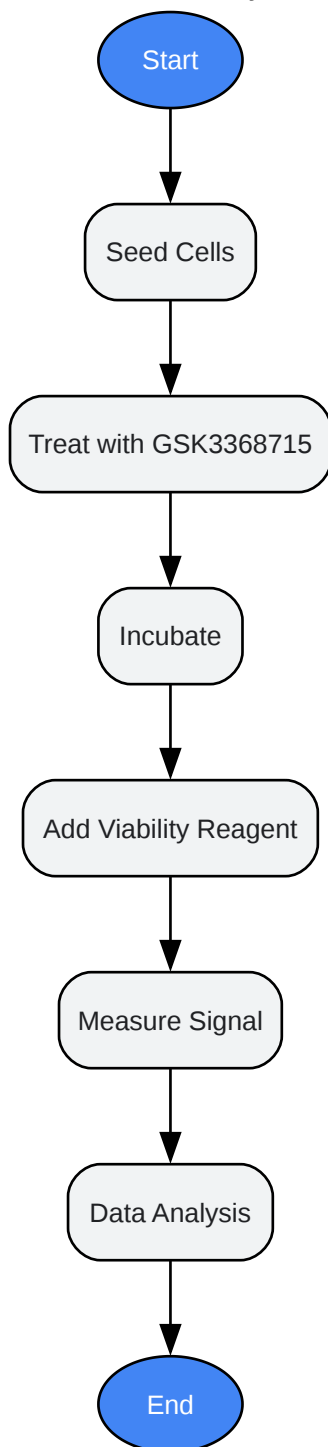 Start
Seed Cells
Treat with GSK3368715
Incubate
Add Viability Reagent
Measure Signal
Data Analysis
End